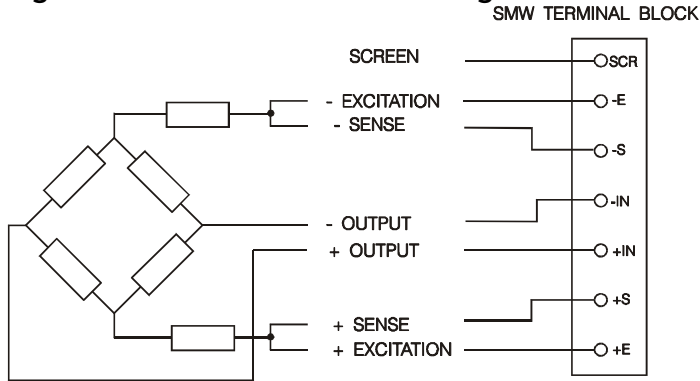 SMW TERMINAL BLOCK
SCREEN
SCR
- EXCITATION
-E
- SENSE
-S
-IN
- OUTPUT
+ OUTPUT
+IN
+S
+ SENSE
+ EXCITATION
+E